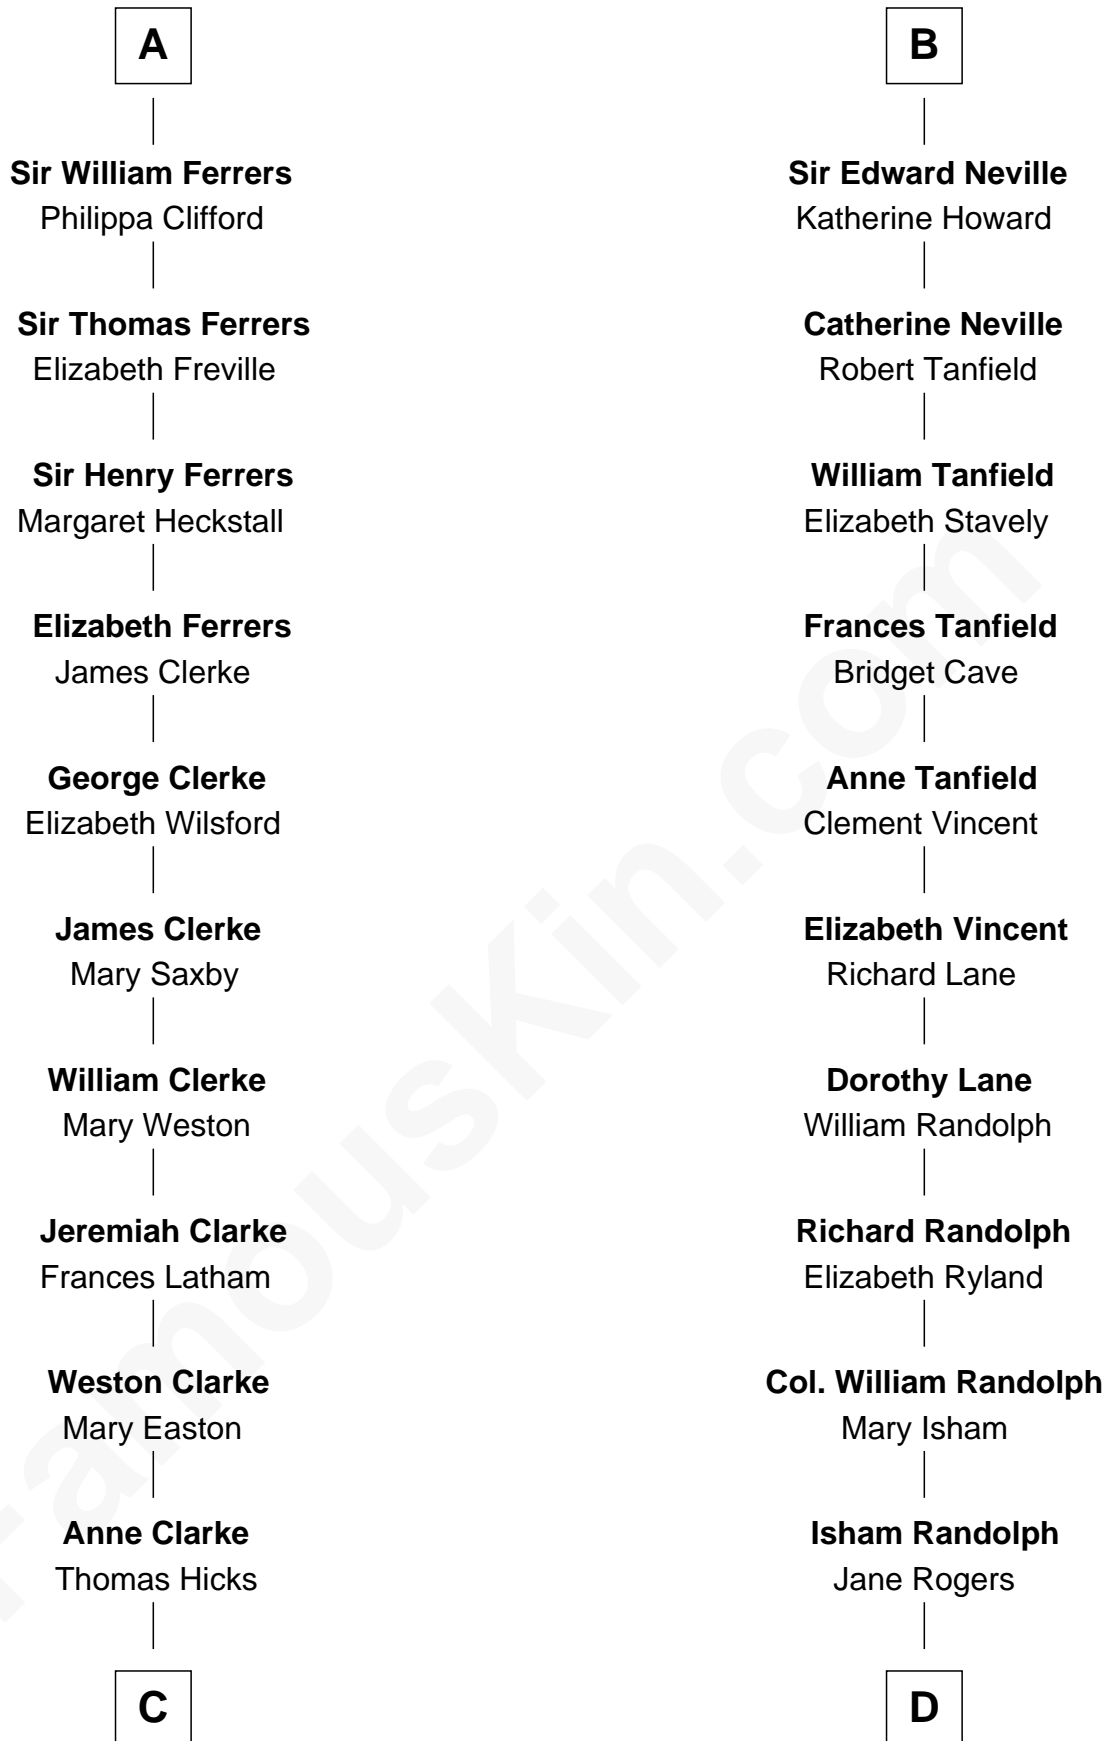 A
Sir William Ferrers
Philippa Clifford
Sir Thomas Ferrers
Elizabeth Freville
Sir Henry Ferrers
Margaret Heckstall
Elizabeth Ferrers
James Clerke
George Clerke
Elizabeth Wilsford
James Clerke
Mary Saxby
William Clerke
Mary Weston
Jeremiah Clarke
Frances Latham
Weston Clarke
Mary Easton
Anne Clarke
Thomas Hicks
C
B
Sir Edward Neville
Katherine Howard
Catherine Neville
Robert Tanfield
William Tanfield
Elizabeth Stavely
Frances Tanfield
Bridget Cave
Anne Tanfield
Clement Vincent
Elizabeth Vincent
Richard Lane
Dorothy Lane
William Randolph
Richard Randolph
Elizabeth Ryland
Col. William Randolph
Mary Isham
Isham Randolph
Jane Rogers
D
FamousKin.com